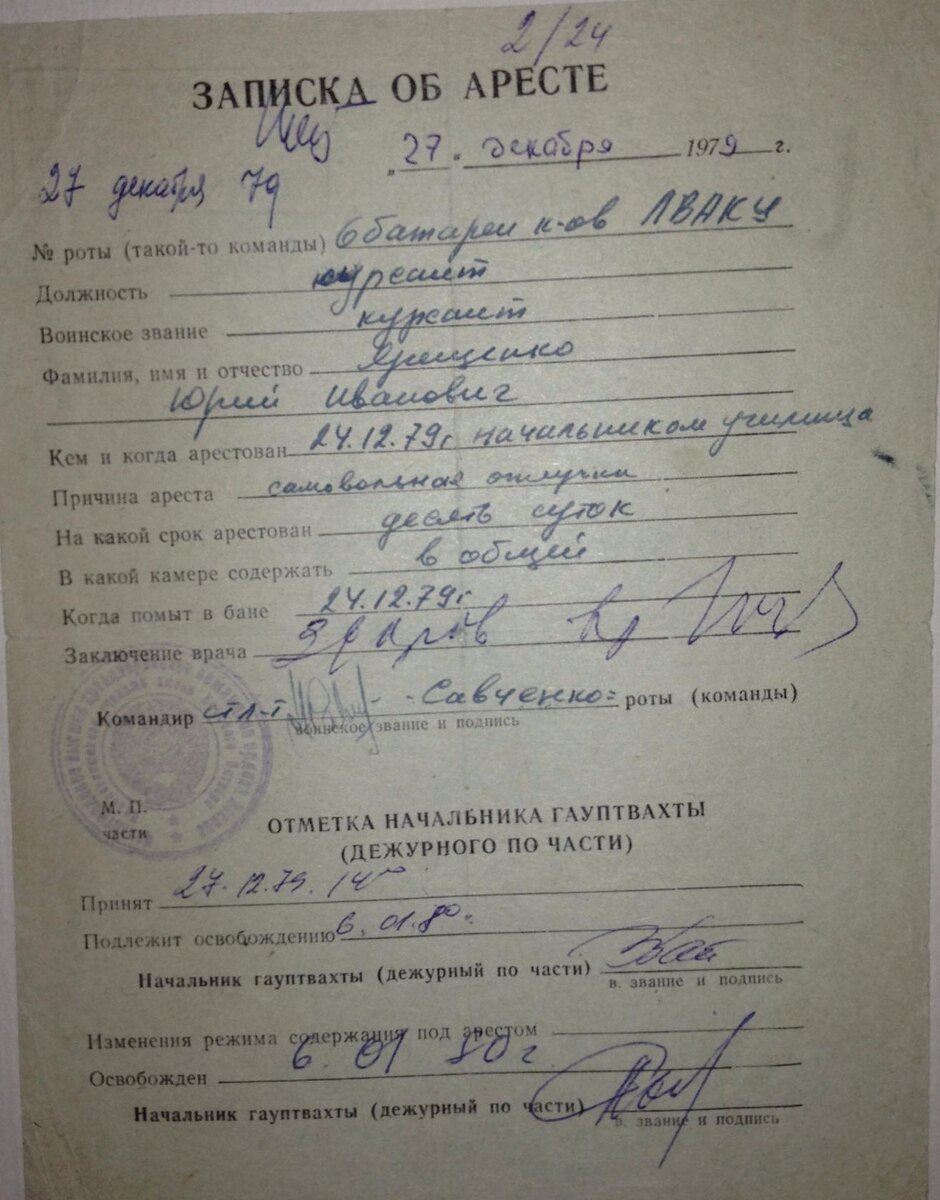 2/24
ЗАПИСКА ОБ АРЕСТЕ
„27" декабря 1979 г.
27 декабря 79
№ роты (такой-то команды) 6 батареи к-ов ЛВАКУ
Должность курсант
Воинское звание курсант
Фамилия, имя и отчество Ярещенко
Юрий Иванович
Кем и когда арестован 24.12.79г начальником училища
Причина ареста самовольная отлучка
На какой срок арестован десять суток
В какой камере содержать в общей
Когда помыт в бане 24.12.79г
Заключение врача Здоров
Командир ст л-т Савченко роты (команды)
воинское звание и подпись
М. П.
части
ОТМЕТКА НАЧАЛЬНИКА ГАУПТВАХТЫ
(ДЕЖУРНОГО ПО ЧАСТИ)
Принят 27.12.79.
Подлежит освобождению 6.01.80г.
Начальник гауптвахты (дежурный по части)
в. звание и подпись
Изменения режима содержания под арестом
Освобожден 6 01 80 г
Начальник гауптвахты (дежурный по части)
в. звание и подпись